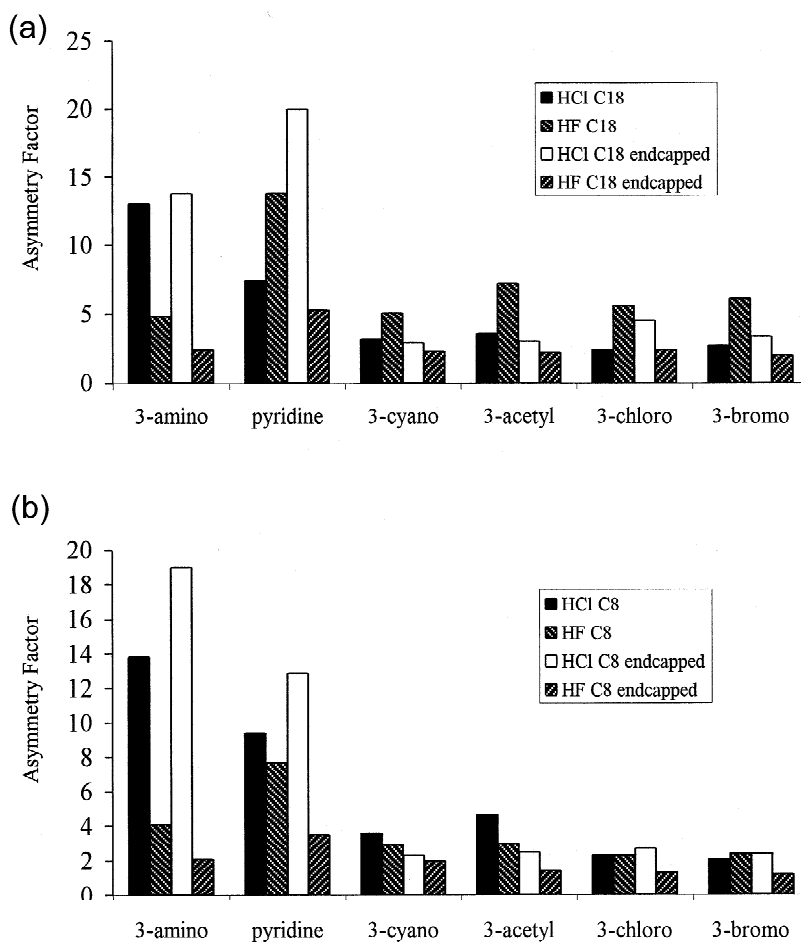 (a)
25
20
15
10
5
0
Asymmetry Factor
HCl C18
HF C18
HCl C18 endcapped
HF C18 endcapped
3-amino pyridine 3-cyano 3-acetyl 3-chloro 3-bromo
(b)
20
18
16
14
12
10
8
6
4
2
0
Asymmetry Factor
HCl C8
HF C8
HCl C8 endcapped
HF C8 endcapped
3-amino pyridine 3-cyano 3-acetyl 3-chloro 3-bromo